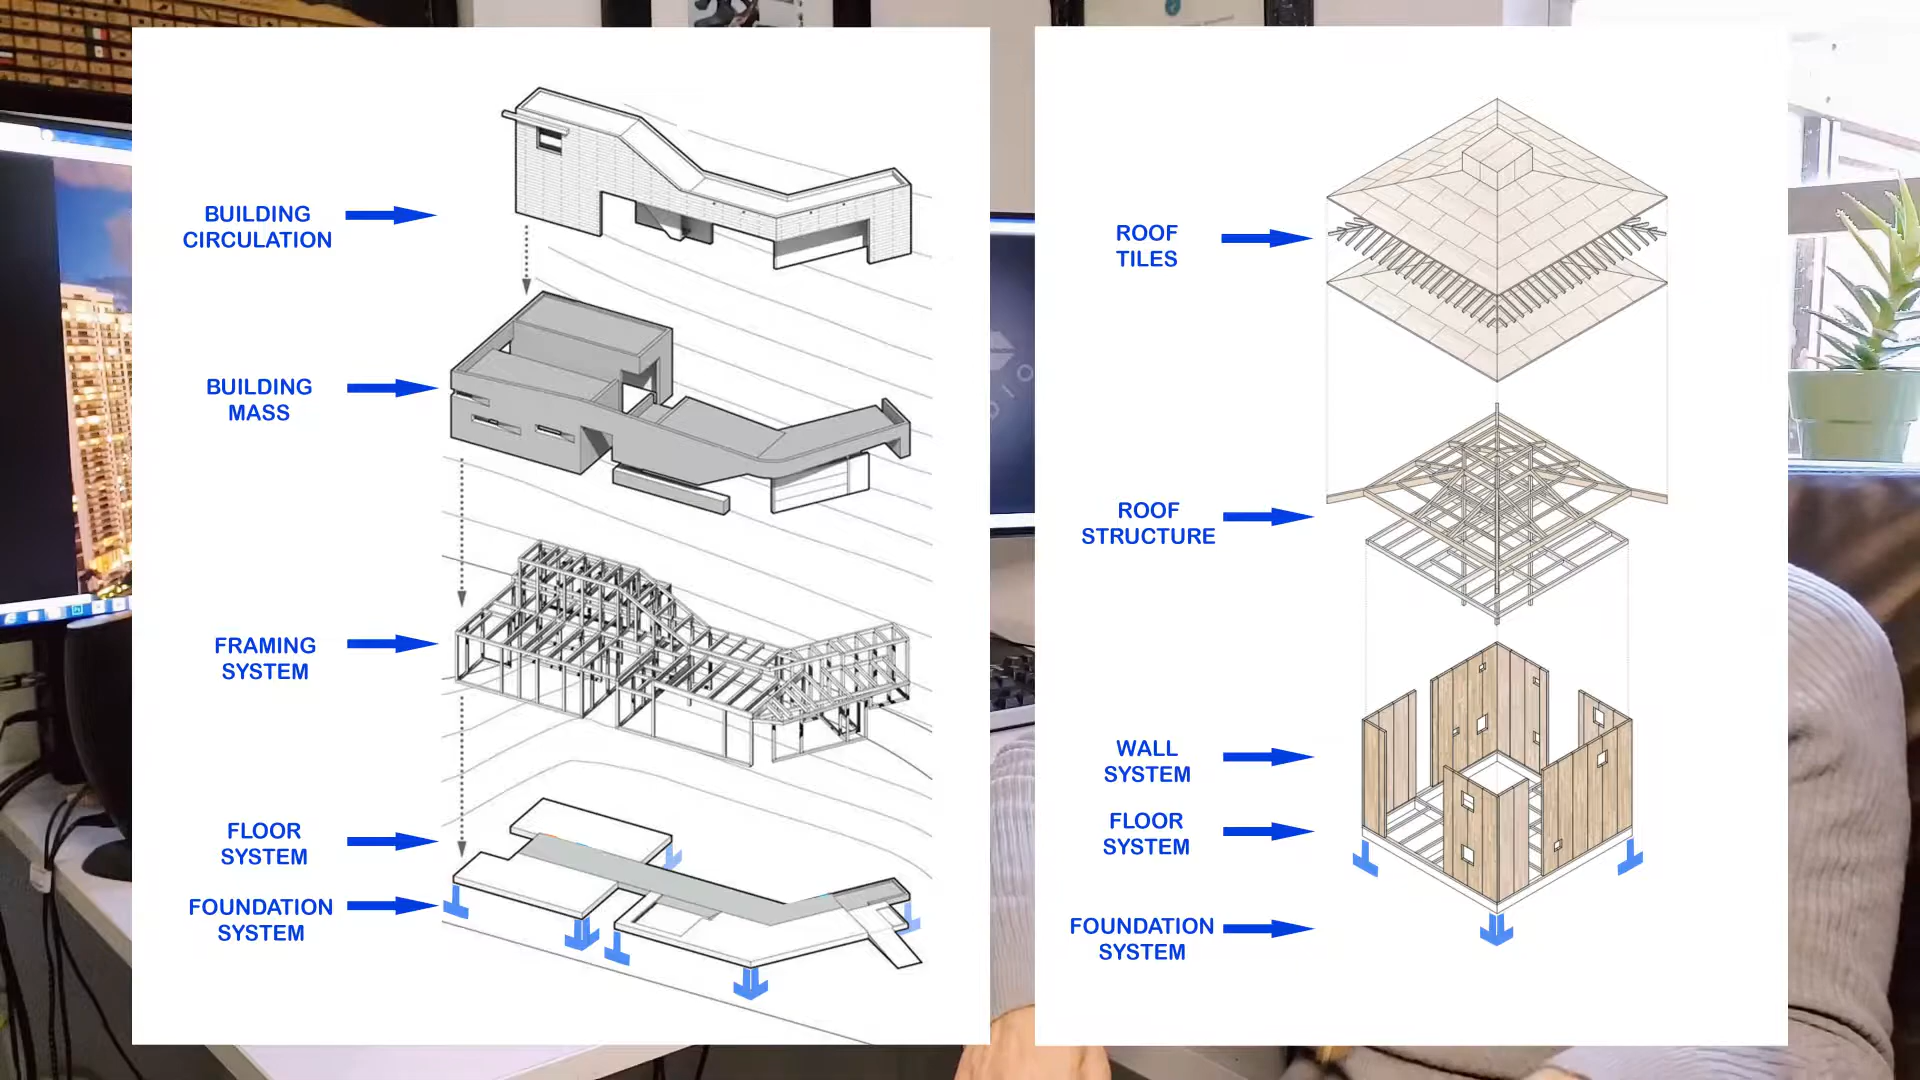 BUILDING
CIRCULATION
BUILDING
MASS
FRAMING
SYSTEM
FLOOR
SYSTEM
FOUNDATION
SYSTEM
ROOF
TILES
ROOF
STRUCTURE
WALL
SYSTEM
FLOOR
SYSTEM
FOUNDATION
SYSTEM